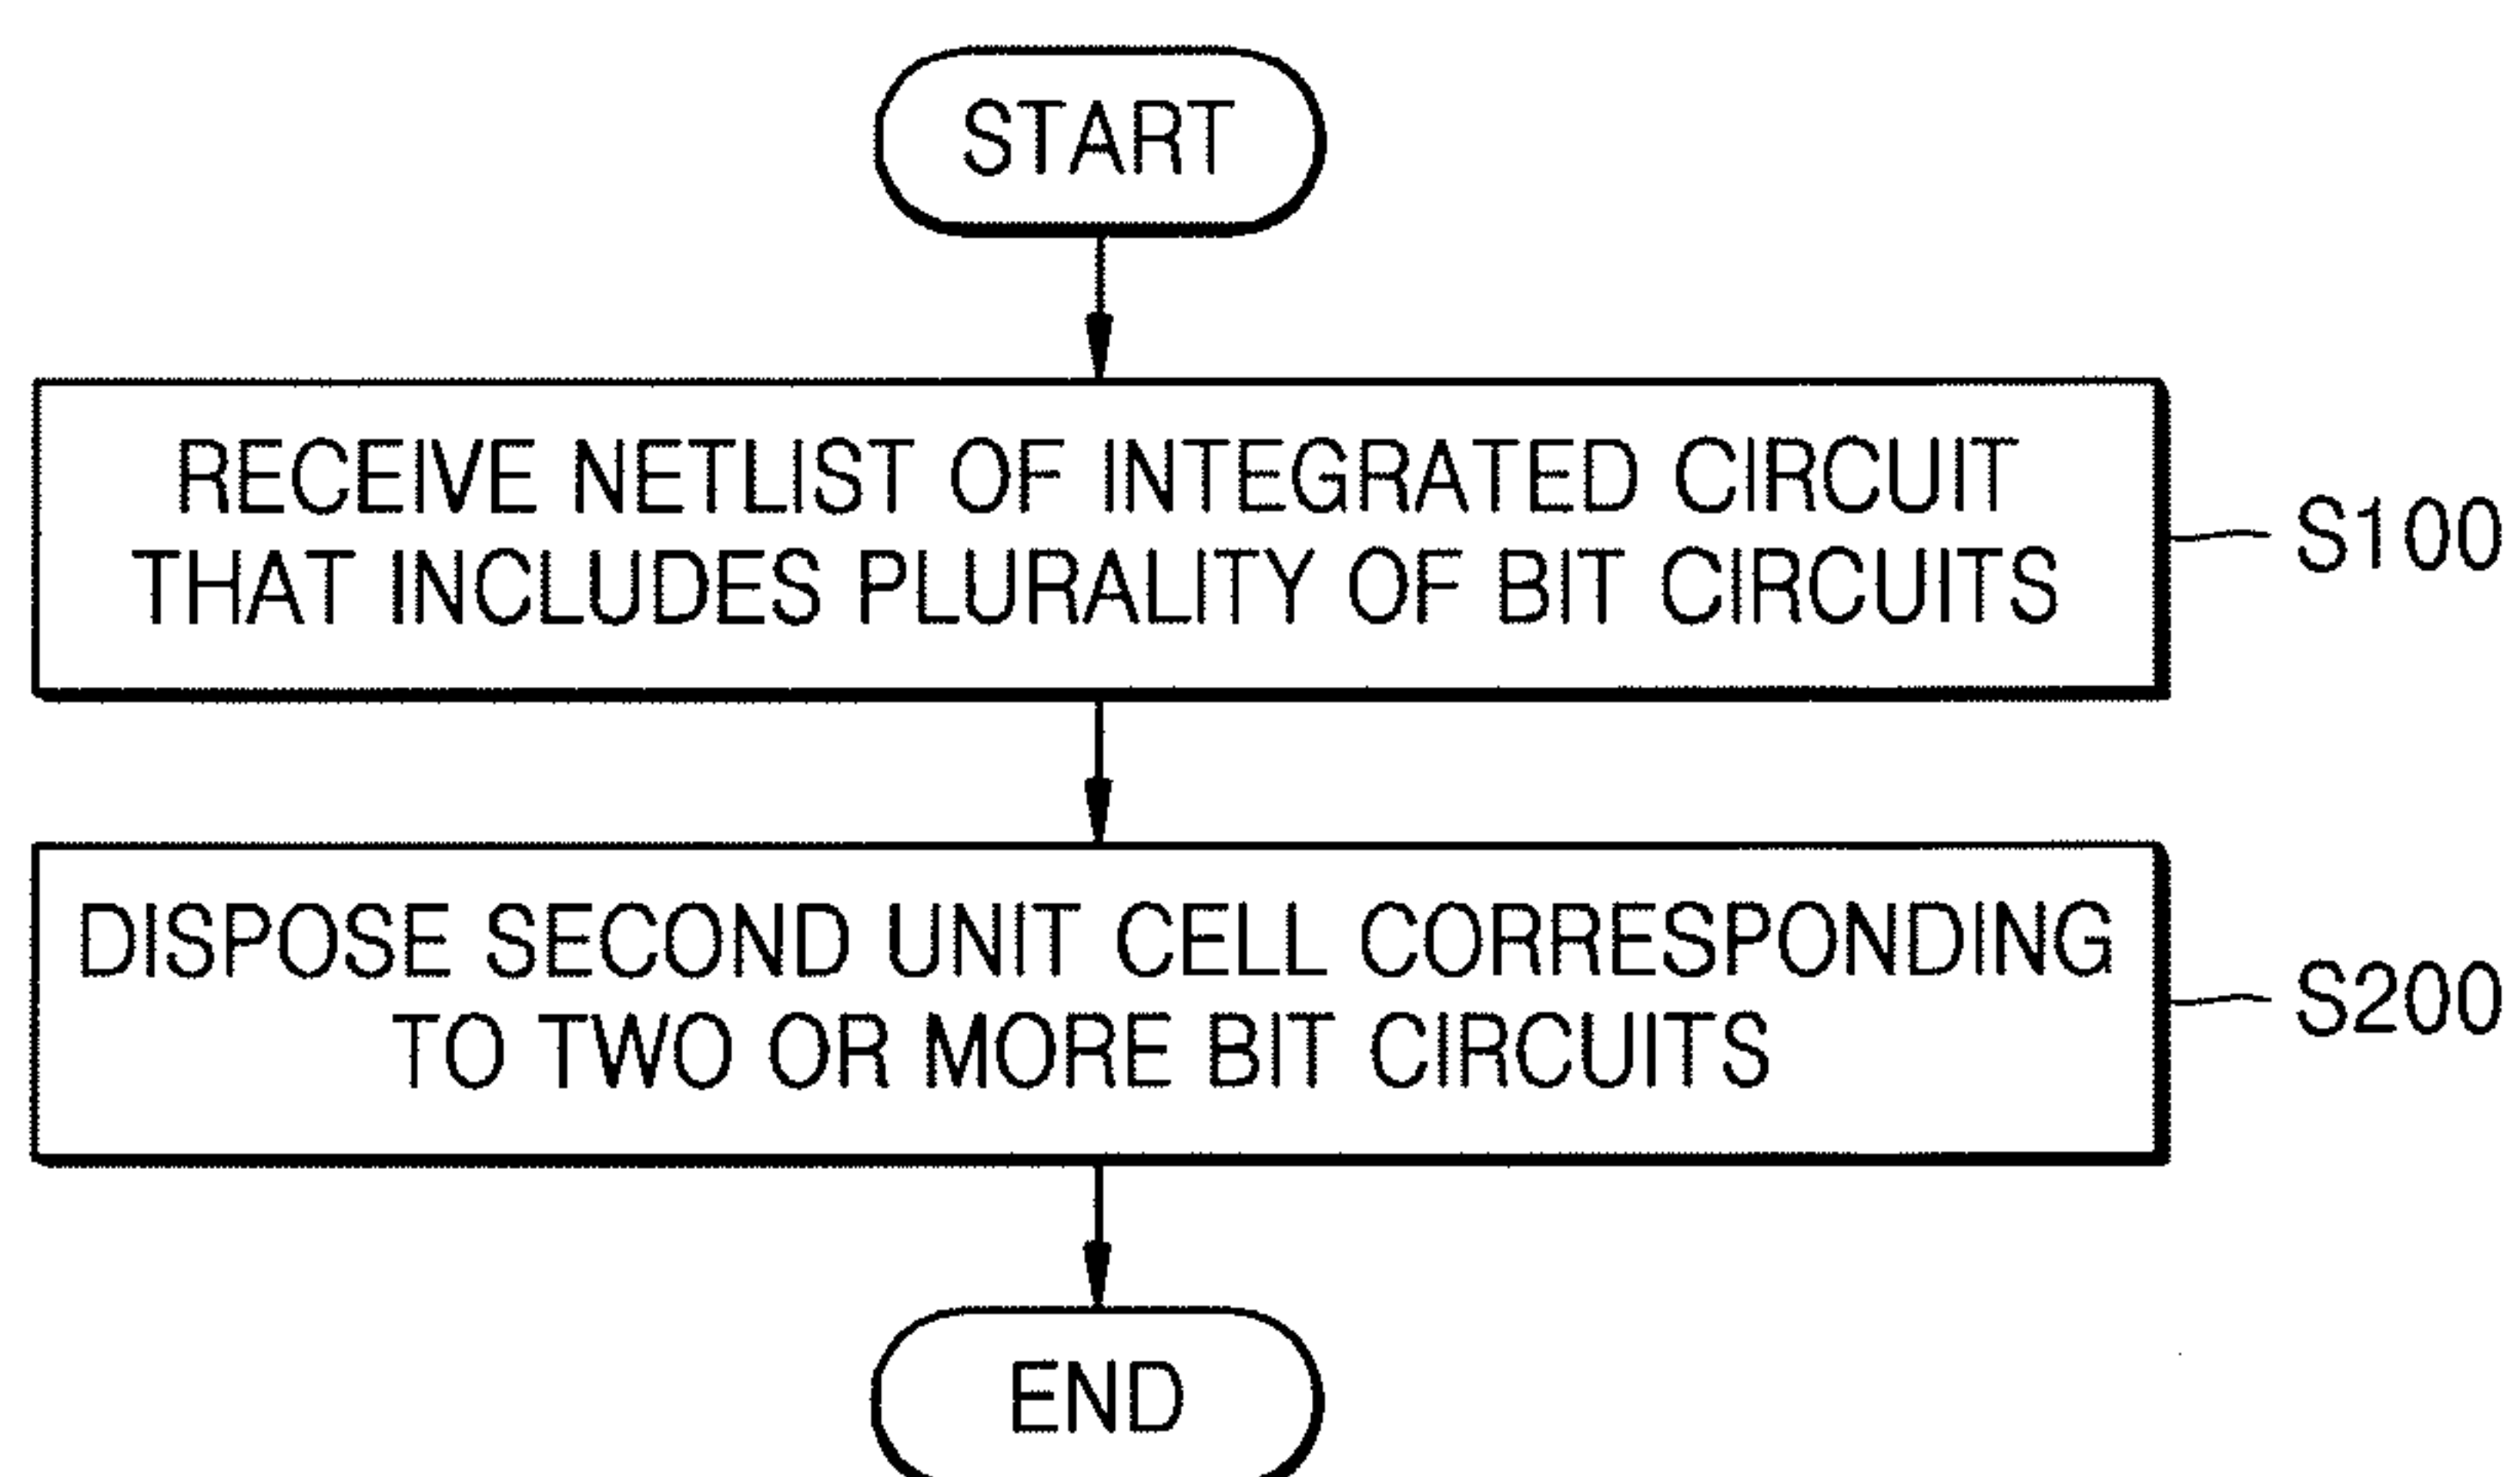 START
RECEIVE NETLIST OF INTEGRATED CIRCUIT
THAT INCLUDES PLURALITY OF BIT CIRCUITS
S100
DISPOSE SECOND UNIT CELL CORRESPONDING
TO TWO OR MORE BIT CIRCUITS
S200
END